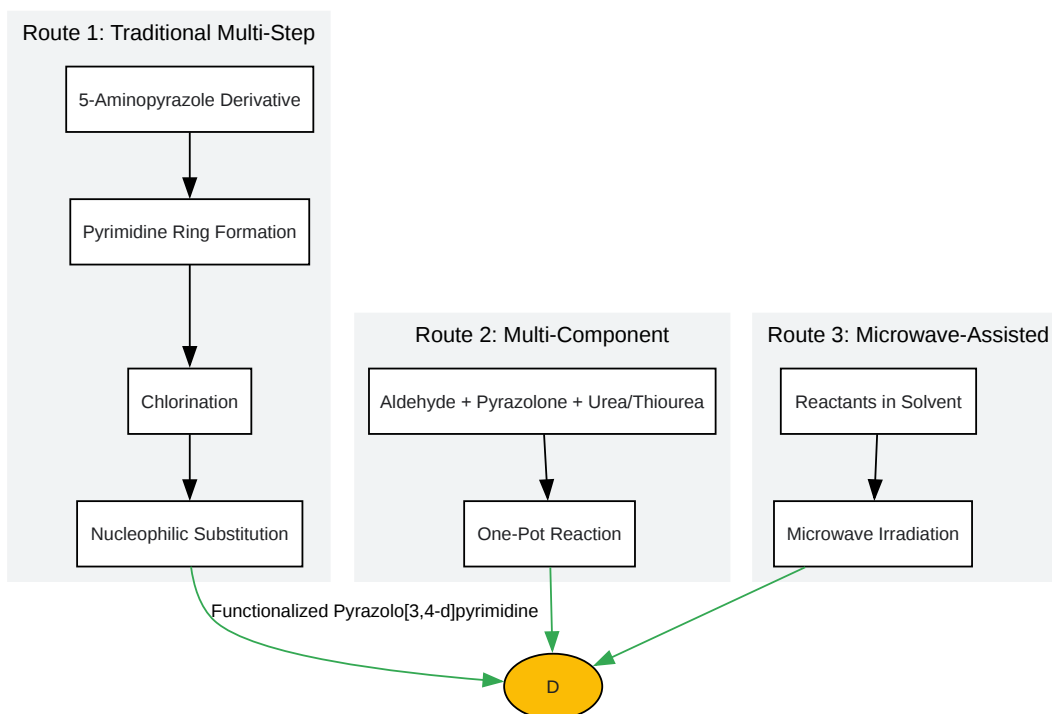 Route 1: Traditional Multi-Step
5-Aminopyrazole Derivative
Pyrimidine Ring Formation
Chlorination
Nucleophilic Substitution
Route 2: Multi-Component
Aldehyde + Pyrazolone + Urea/Thiourea
One-Pot Reaction
Route 3: Microwave-Assisted
Reactants in Solvent
Microwave Irradiation
Functionalized Pyrazolo[3,4-d]pyrimidine
D